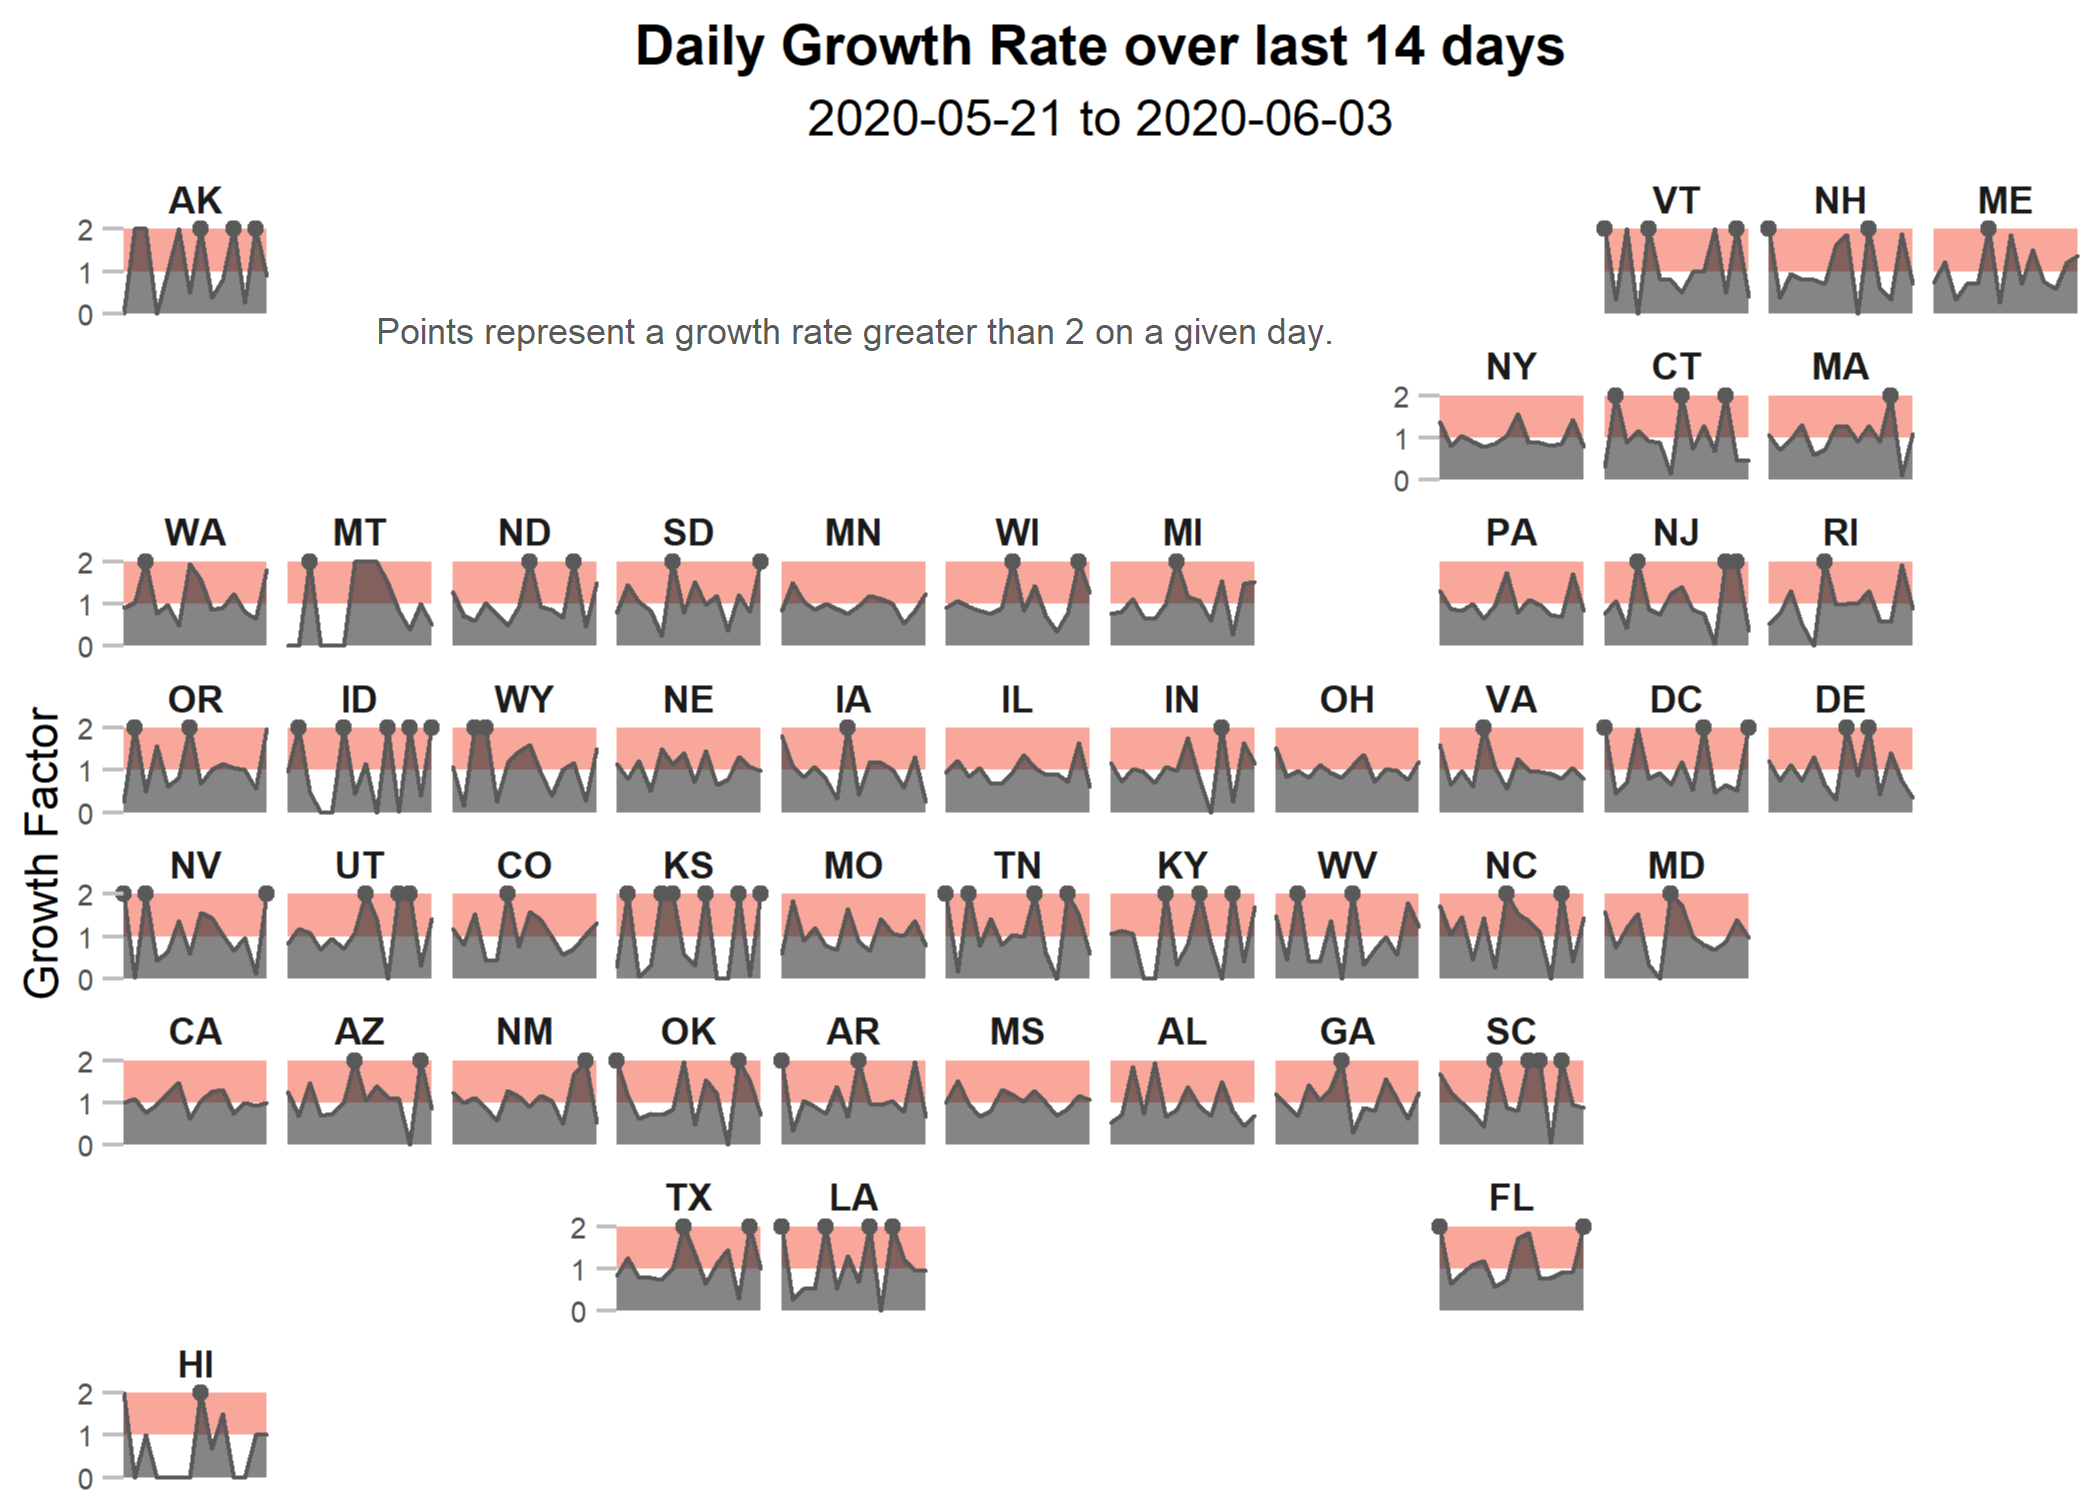 Daily Growth Rate over last 14 days
2020-05-21 to 2020-06-03
AK VT NH ME
2
1
0
Points represent a growth rate greater than 2 on a given day.
NY CT MA
2
1
0
WA MT ND SD MN WI MI PA NJ RI
2
1
0
OR ID WY NE IA IL IN OH VA DC DE
2
1
0
Growth Factor
NV UT CO KS MO TN KY WV NC MD
2
1
0
CA AZ NM OK AR MS AL GA SC
2
1
0
TX LA FL
2
1
0
HI
2
1
0